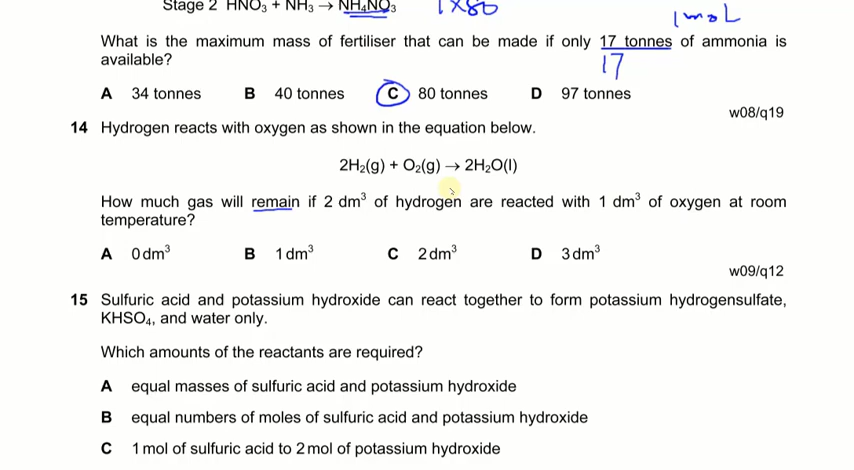 Stage 2 HNO₃ + NH₃ → NH₄NO₃ 1×80
1 mol
What is the maximum mass of fertiliser that can be made if only 17 tonnes of ammonia is
available? 17
A 34 tonnes B 40 tonnes C 80 tonnes D 97 tonnes
w08/q19
14 Hydrogen reacts with oxygen as shown in the equation below.
2H₂(g) + O₂(g) → 2H₂O(l)
How much gas will remain if 2 dm³ of hydrogen are reacted with 1 dm³ of oxygen at room
temperature?
A 0 dm³ B 1 dm³ C 2 dm³ D 3 dm³
w09/q12
15 Sulfuric acid and potassium hydroxide can react together to form potassium hydrogensulfate,
KHSO₄, and water only.
Which amounts of the reactants are required?
A equal masses of sulfuric acid and potassium hydroxide
B equal numbers of moles of sulfuric acid and potassium hydroxide
C 1 mol of sulfuric acid to 2 mol of potassium hydroxide